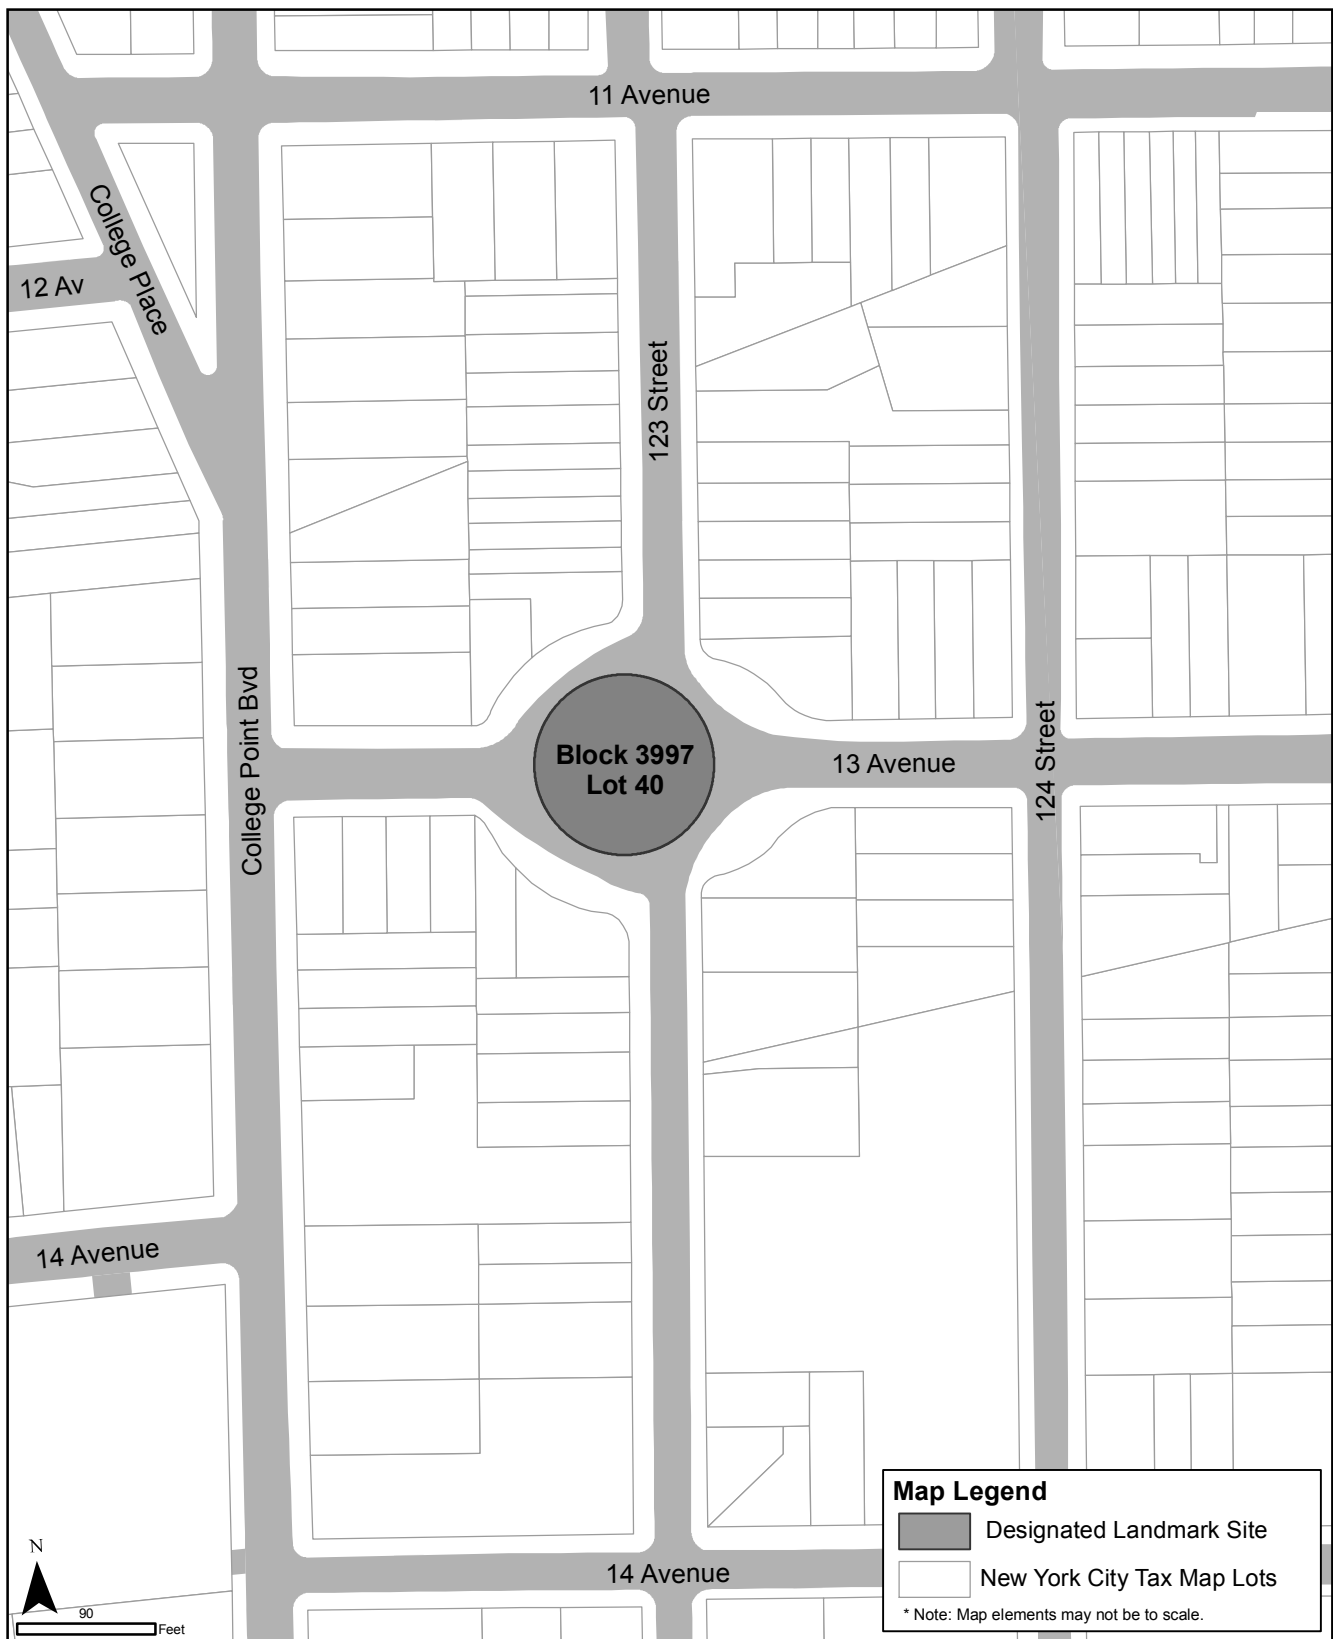 11 Avenue
College Place
12 Av
123 Street
College Point Bvd
Block 3997
Lot 40
13 Avenue
124 Street
14 Avenue
Map Legend
Designated Landmark Site
New York City Tax Map Lots
* Note: Map elements may not be to scale.
N
90
Feet
14 Avenue